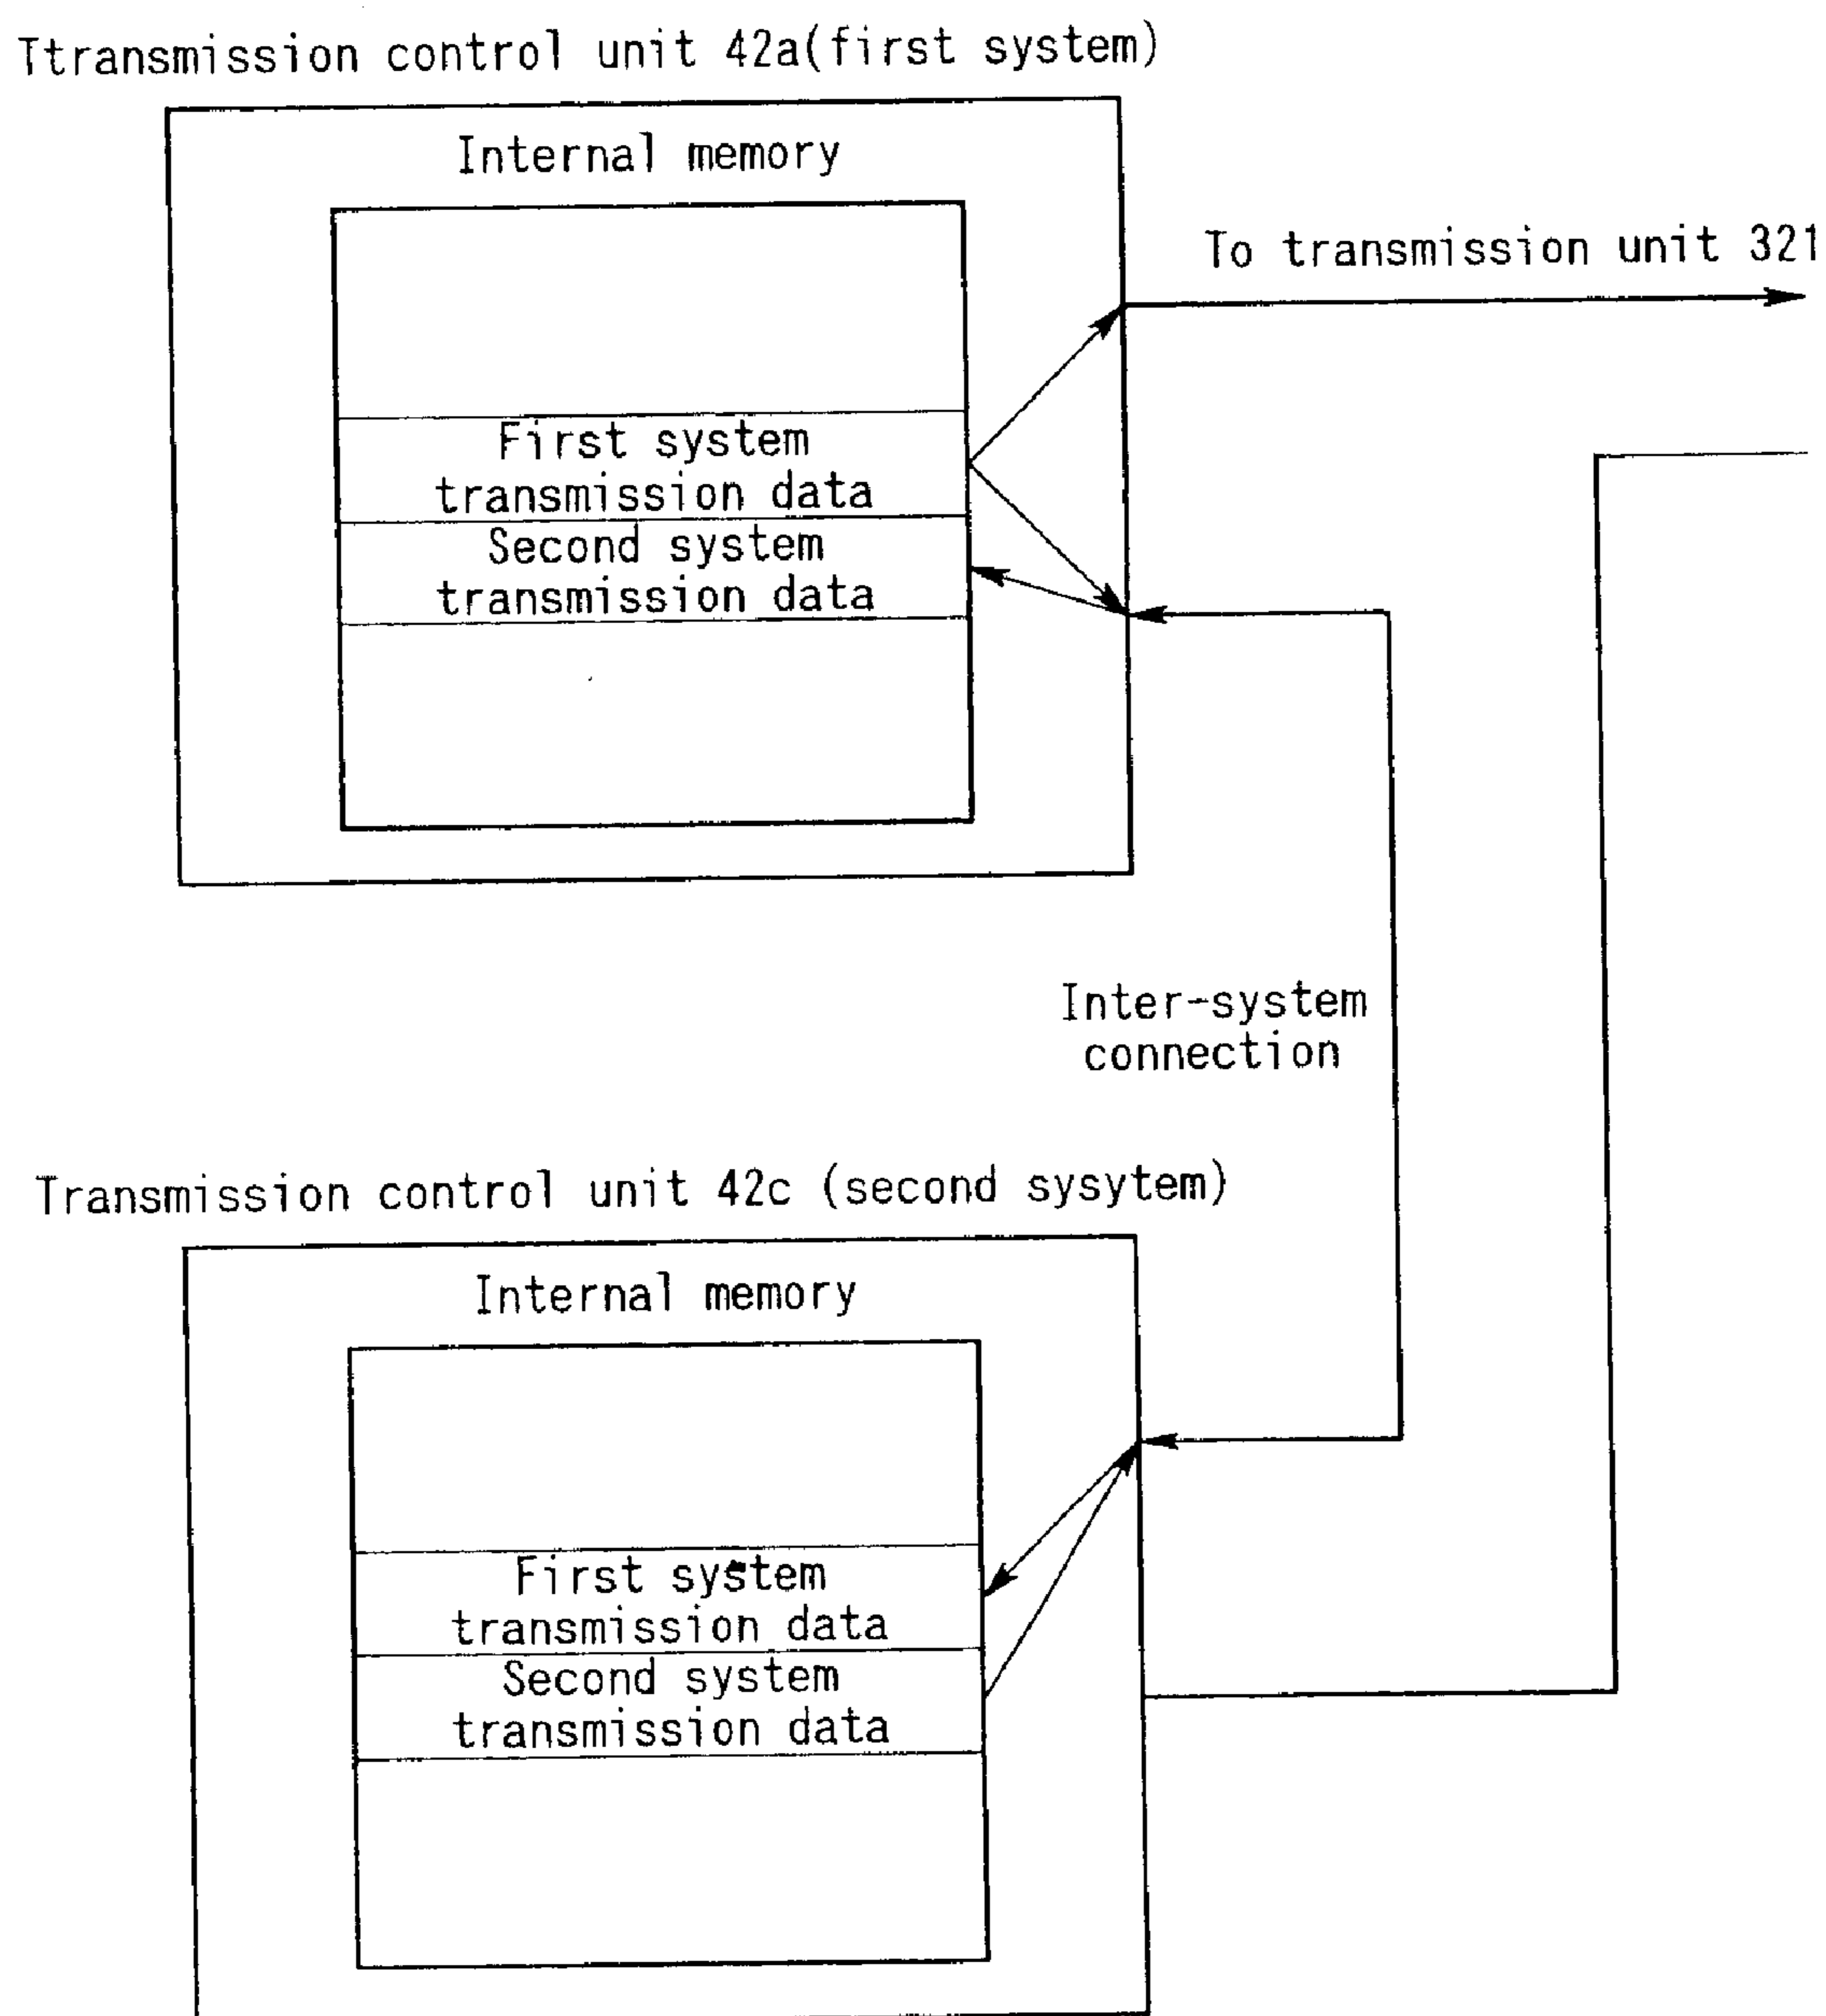 Ttransmission control unit 42a(first system)
Internal memory
To transmission unit 321
First system
transmission data
Second system
transmission data
Inter-system
connection
Transmission control unit 42c (second sysytem)
Internal memory
First system
transmission data
Second system
transmission data